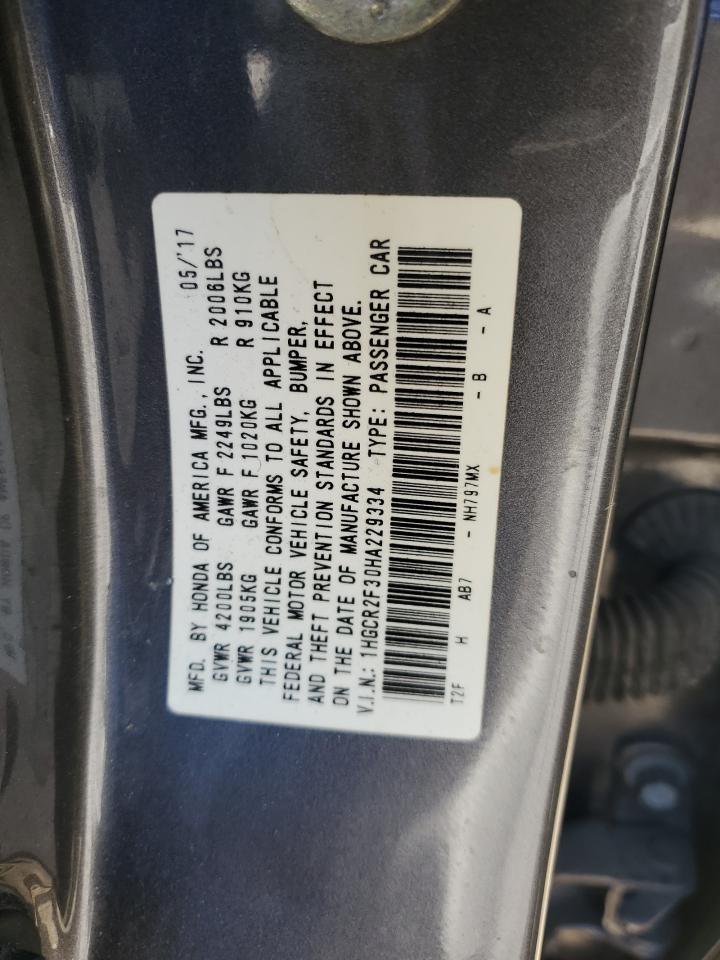 MFD. BY HONDA OF AMERICA MFG., INC. 05/'17
GVWR 4200LBS GAWR F 2249LBS R 2006LBS
GVWR 1905KG GAWR F 1020KG R 910KG
THIS VEHICLE CONFORMS TO ALL APPLICABLE
FEDERAL MOTOR VEHICLE SAFETY, BUMPER,
AND THEFT PREVENTION STANDARDS IN EFFECT
ON THE DATE OF MANUFACTURE SHOWN ABOVE.
V.I.N.: 1HGCR2F30HA229334 TYPE: PASSENGER CAR
T2F H AB7 - NH797MX - B - A